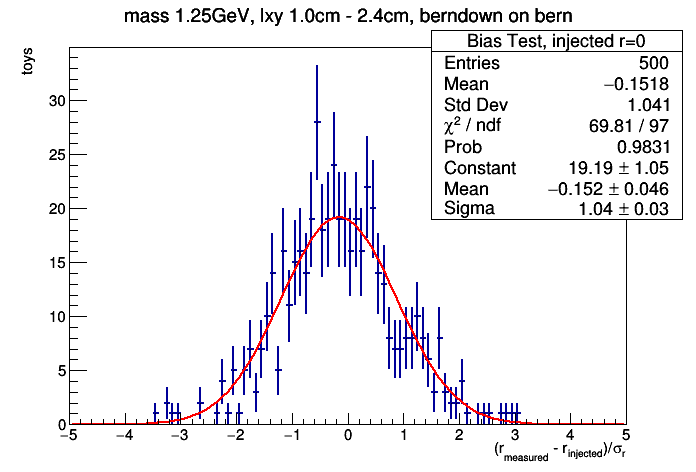 mass 1.25GeV, lxy 1.0cm - 2.4cm, berndown on bern
toys
Bias Test, injected r=0
Entries 500
Mean −0.1518
Std Dev 1.041
χ² / ndf 69.81 / 97
Prob 0.9831
Constant 19.19 ± 1.05
Mean −0.152 ± 0.046
Sigma 1.04 ± 0.03
30
25
20
15
10
5
0
−5 −4 −3 −2 −1 0 1 2 3 4 5
(r_measured - r_injected)/σ_r